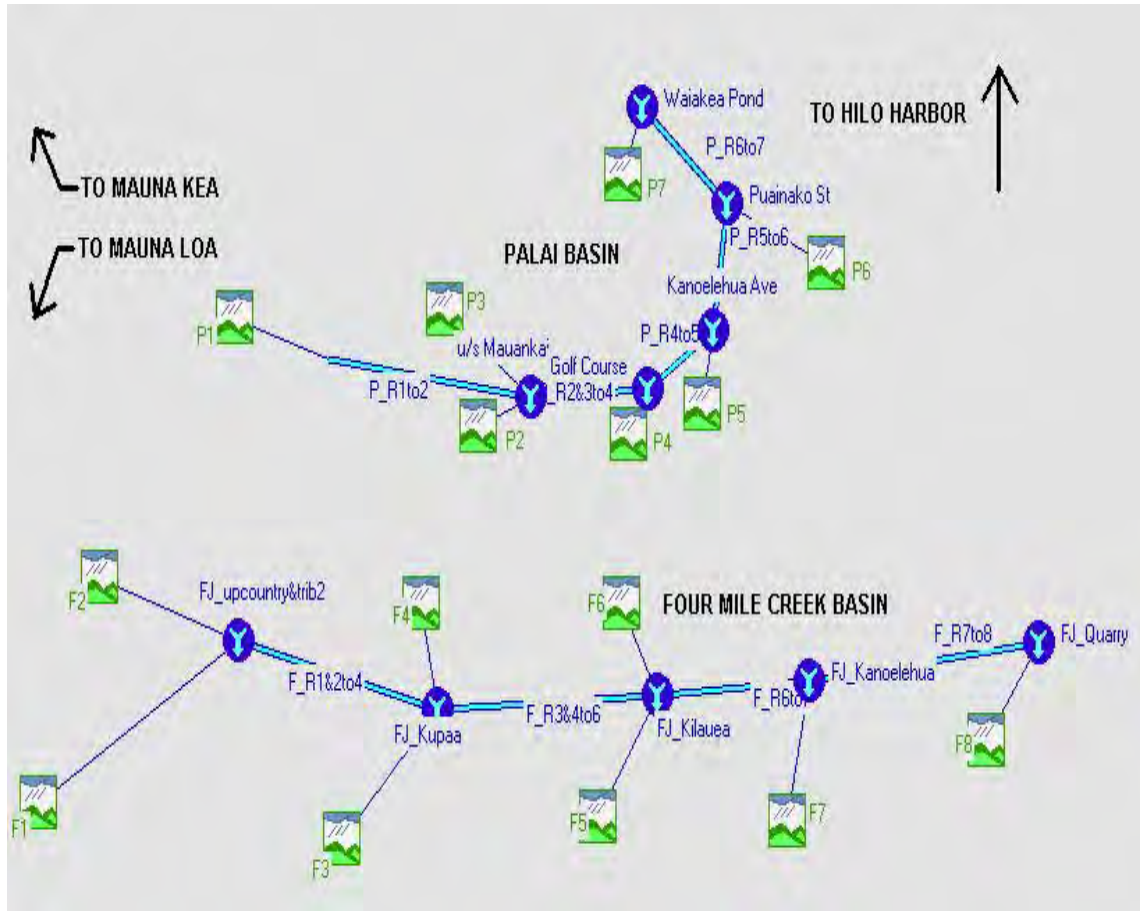 Waiakea Pond
TO HILO HARBOR
P_R6to7
P7
TO MAUNA KEA
Puainako St
TO MAUNA LOA
PALAI BASIN
P_R5to6
P6
Kanoelehua Ave
P3
P1
P_R4to5
u/s Mauanka
Golf Course
P_R1to2
_R2&3to4
P2
P4
P5
F2
FJ_upcountry&trib2
F4
F6
FOUR MILE CREEK BASIN
F_R7to8
FJ_Quarry
F_R1&2to4
FJ_Kanoelehua
F_R3&4to6
F_R6to
FJ_Kupaa
FJ_Kilauea
F8
F1
F3
F5
F7